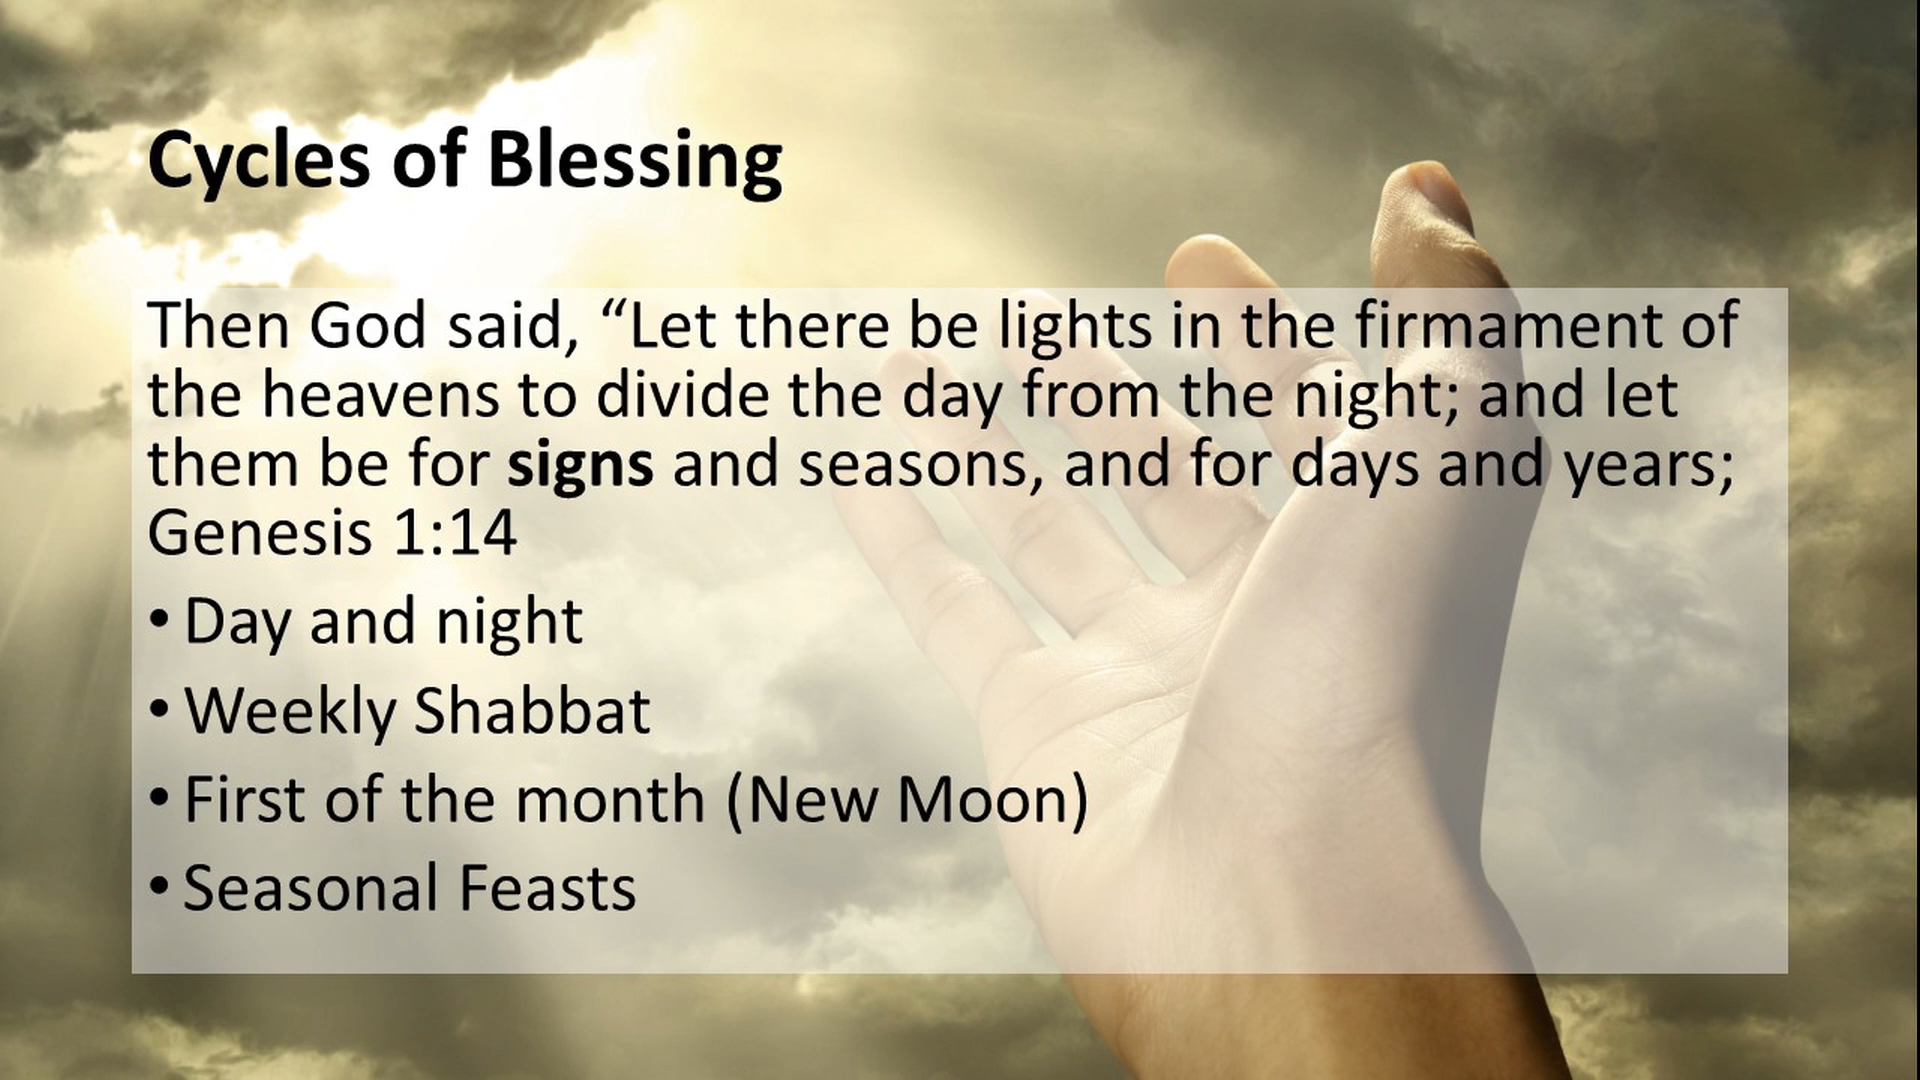 Cycles of Blessing
Then God said, “Let there be lights in the firmament of
the heavens to divide the day from the night; and let
them be for signs and seasons, and for days and years;
Genesis 1:14
• Day and night
• Weekly Shabbat
• First of the month (New Moon)
• Seasonal Feasts